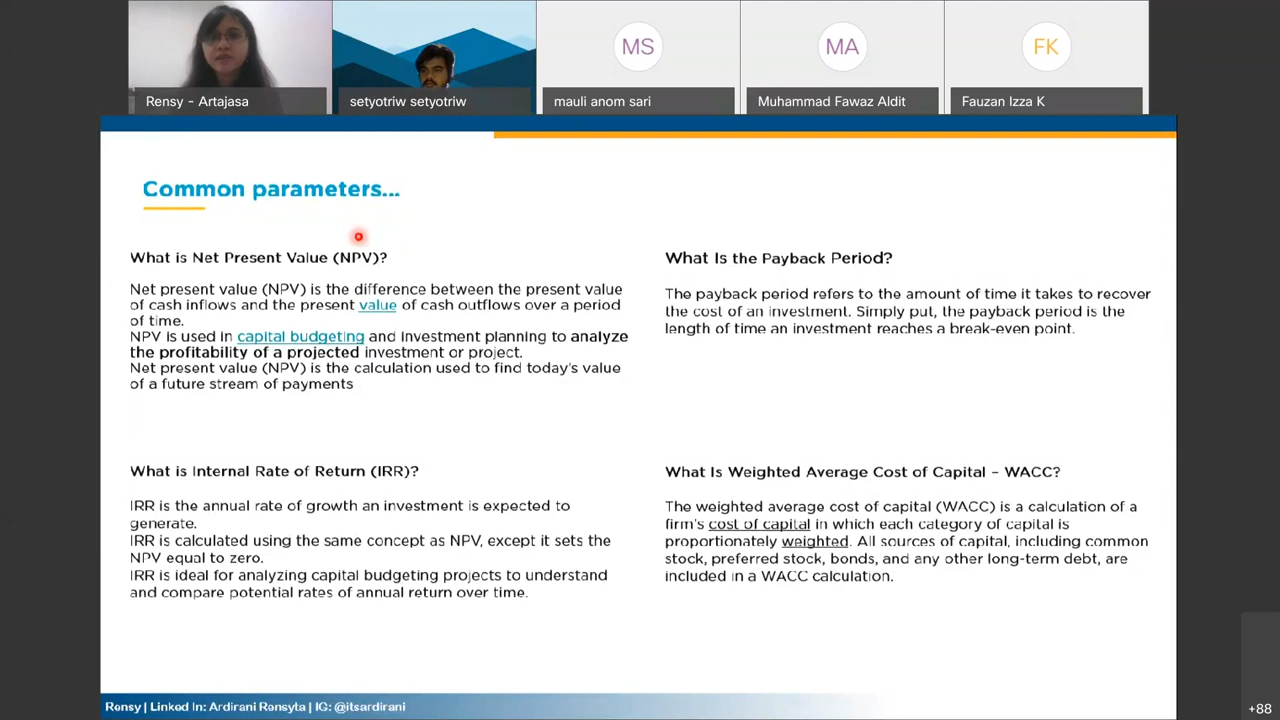 MS
MA
FK
Rensy - Artajasa
setyotriw setyotriw
mauli anom sari
Muhammad Fawaz Aldit
Fauzan Izza K
Common parameters...
What is Net Present Value (NPV)?
Net present value (NPV) is the difference between the present value
of cash inflows and the present value of cash outflows over a period
of time.
NPV is used in capital budgeting and investment planning to analyze
the profitability of a projected investment or project.
Net present value (NPV) is the calculation used to find today's value
of a future stream of payments
What Is the Payback Period?
The payback period refers to the amount of time it takes to recover
the cost of an investment. Simply put, the payback period is the
length of time an investment reaches a break-even point.
What is Internal Rate of Return (IRR)?
IRR is the annual rate of growth an investment is expected to
generate.
IRR is calculated using the same concept as NPV, except it sets the
NPV equal to zero.
IRR is ideal for analyzing capital budgeting projects to understand
and compare potential rates of annual return over time.
What Is Weighted Average Cost of Capital – WACC?
The weighted average cost of capital (WACC) is a calculation of a
firm's cost of capital in which each category of capital is
proportionately weighted. All sources of capital, including common
stock, preferred stock, bonds, and any other long-term debt, are
included in a WACC calculation.
Rensy | Linked In: Ardirani Rensyta | IG: @itsardirani
+88